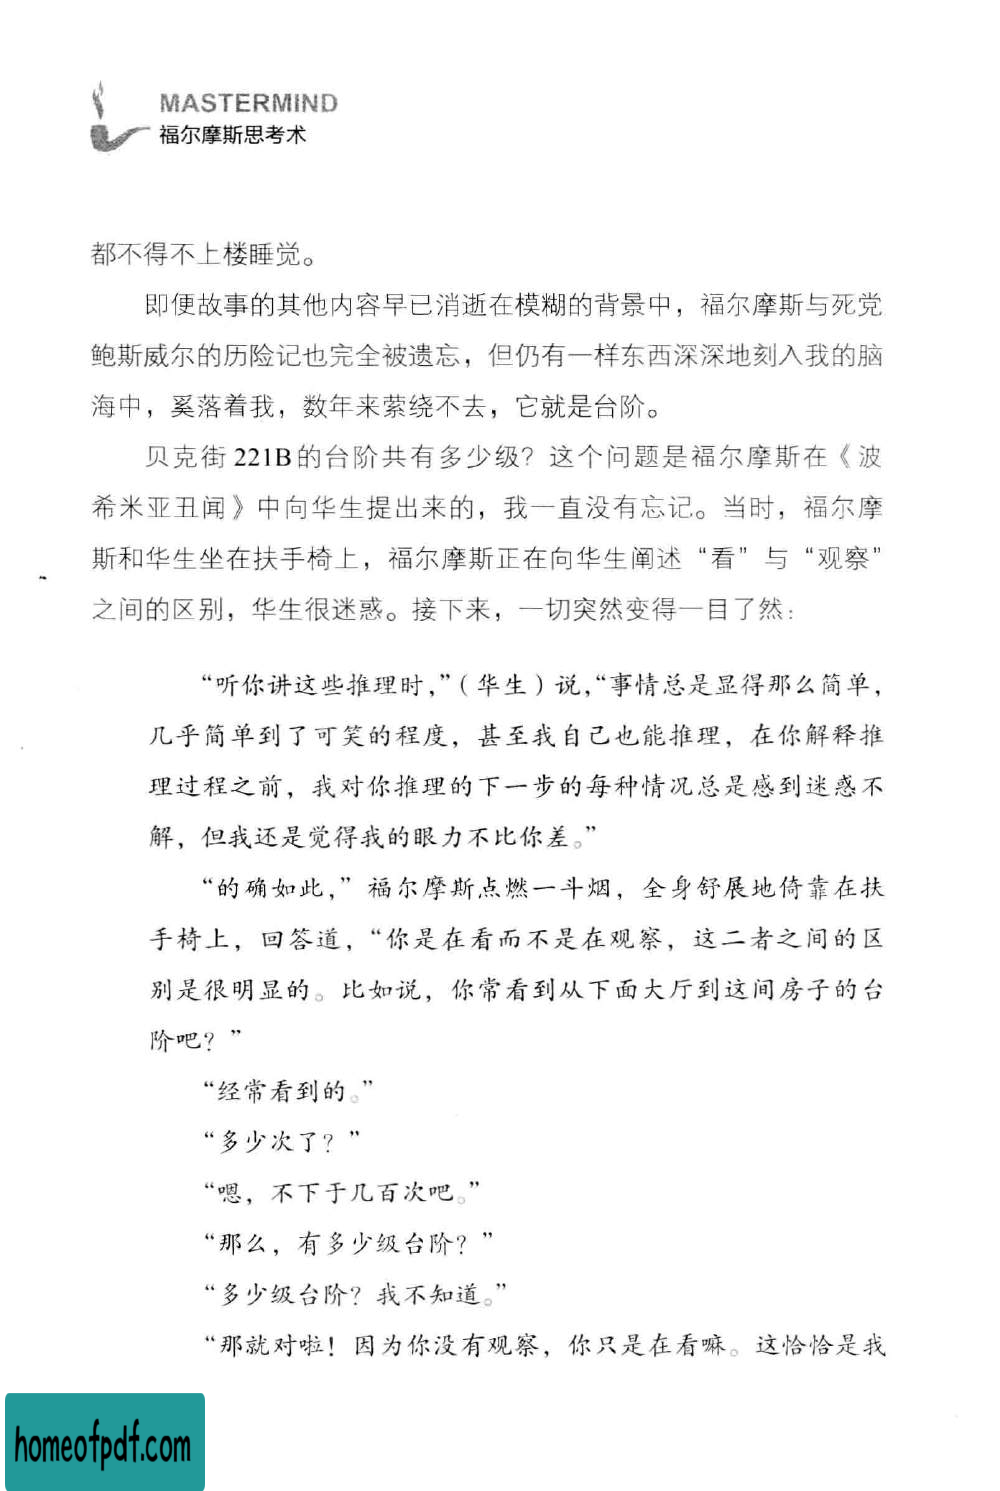 MASTERMIND
福尔摩斯思考术
都不得不上楼睡觉。
即便故事的其他内容早已消逝在模糊的背景中，福尔摩斯与死党
鲍斯威尔的历险记也完全被遗忘，但仍有一样东西深深地刻入我的脑
海中，奚落着我，数年来萦绕不去，它就是台阶。
贝克街 221B 的台阶共有多少级？这个问题是福尔摩斯在《波
希米亚丑闻》中向华生提出来的，我一直没有忘记。当时，福尔摩
斯和华生坐在扶手椅上，福尔摩斯正在向华生阐述“看”与“观察”
之间的区别，华生很迷惑。接下来，一切突然变得一目了然：
“听你讲这些推理时，”（华生）说，“事情总是显得那么简单，
几乎简单到了可笑的程度，甚至我自己也能推理，在你解释推
理过程之前，我对你推理的下一步的每种情况总是感到迷惑不
解，但我还是觉得我的眼力不比你差。”
“的确如此，”福尔摩斯点燃一斗烟，全身舒展地倚靠在扶
手椅上，回答道，“你是在看而不是在观察，这二者之间的区
别是很明显的。比如说，你常看到从下面大厅到这间房子的台
阶吧？”
“经常看到的。”
“多少次了？”
“嗯，不下于几百次吧。”
“那么，有多少级台阶？”
“多少级台阶？我不知道。”
“那就对啦！因为你没有观察，你只是在看嘛。这恰恰是我
homeofpdf.com